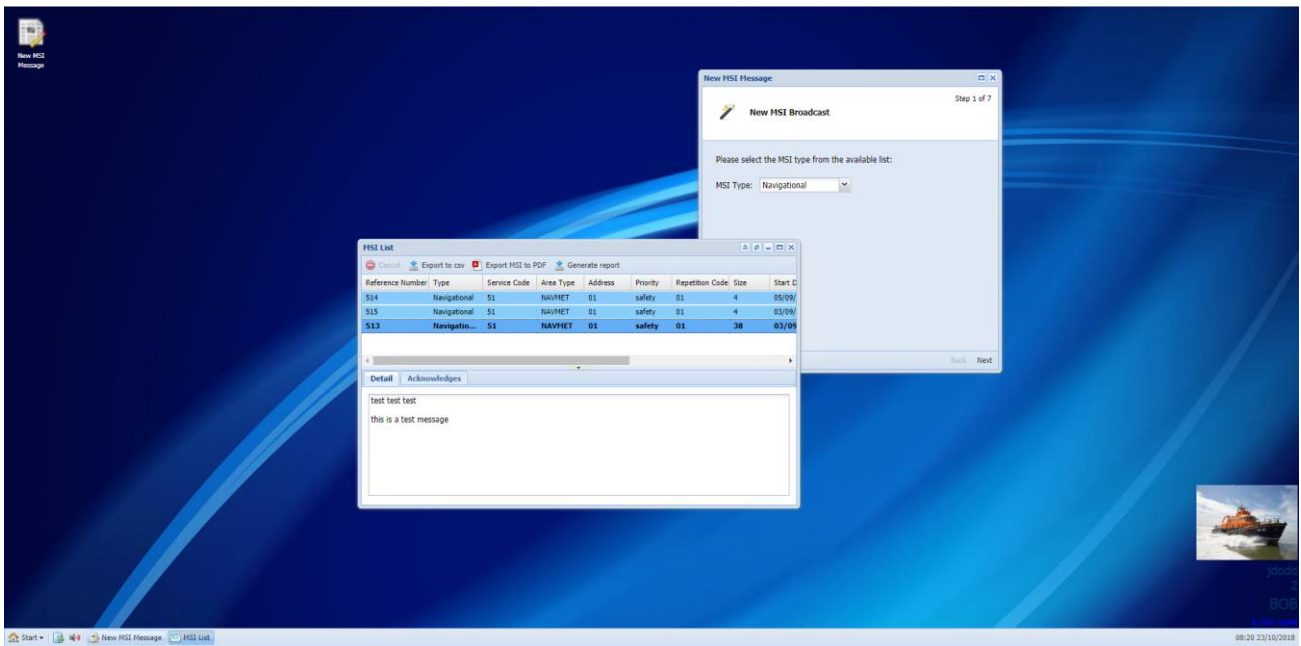 New MSI
Message
New MSI Message
Step 1 of 7
New MSI Broadcast
Please select the MSI type from the available list:
MSI Type: Navigational
Back Next
MSI List
Cancel Export to csv Export MSI to PDF Generate report
Reference Number Type Service Code Area Type Address Priority Repetition Code Size Start D
514 Navigational 51 NAVMET 01 safety 01 4 05/09/
515 Navigational 51 NAVMET 01 safety 01 4 03/09/
513 Navigatio... 51 NAVMET 01 safety 01 38 03/09
Detail Acknowledges
test test test
this is a test message
jdodd
2
BOB
Start New MSI Message MSI List
08:20 23/10/2018